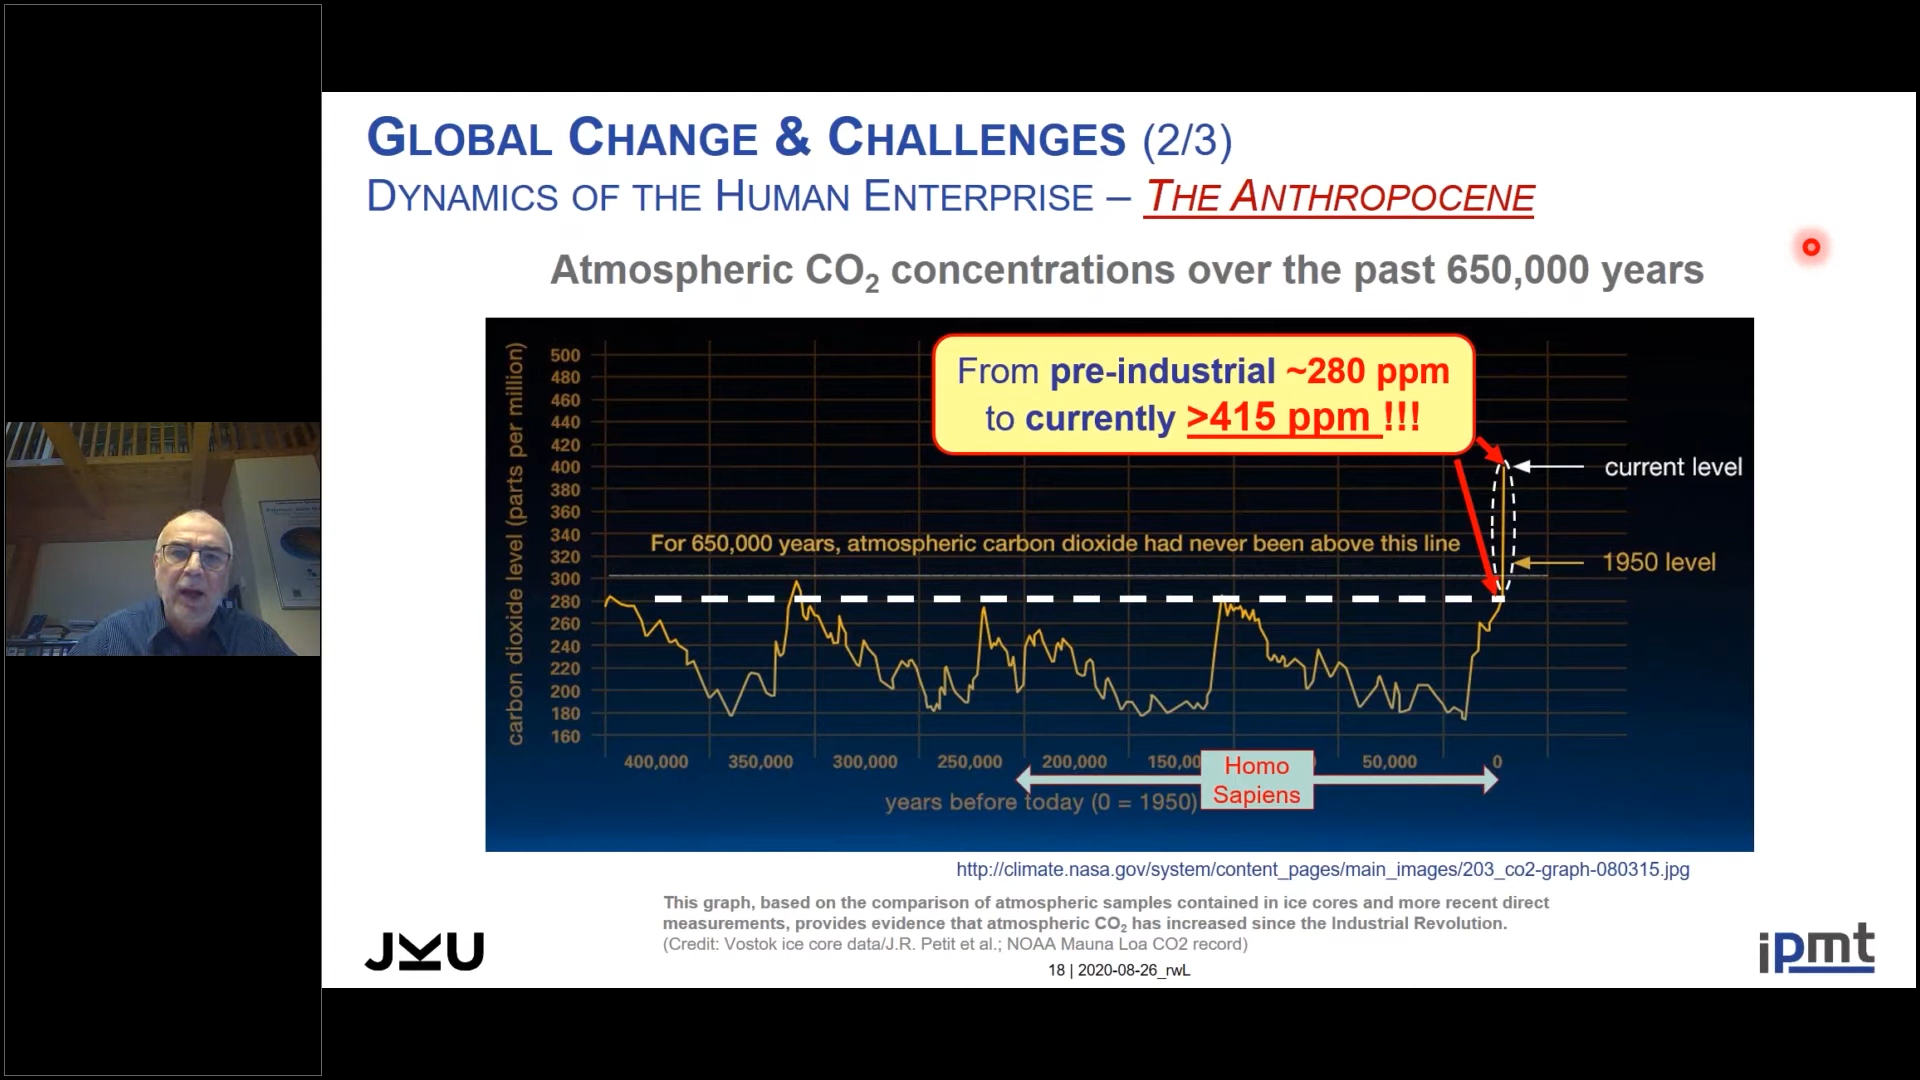 GLOBAL CHANGE & CHALLENGES (2/3)
DYNAMICS OF THE HUMAN ENTERPRISE – THE ANTHROPOCENE
Atmospheric CO₂ concentrations over the past 650,000 years
carbon dioxide level (parts per million)
500
480
460
440
420
400
380
360
340
320
300
280
260
240
220
200
180
160
From pre-industrial ~280 ppm
to currently >415 ppm !!!
current level
For 650,000 years, atmospheric carbon dioxide had never been above this line
1950 level
400,000 350,000 300,000 250,000 200,000 150,00 50,000 0
Homo
Sapiens
years before today (0 = 1950)
http://climate.nasa.gov/system/content_pages/main_images/203_co2-graph-080315.jpg
This graph, based on the comparison of atmospheric samples contained in ice cores and more recent direct
measurements, provides evidence that atmospheric CO₂ has increased since the Industrial Revolution.
(Credit: Vostok ice core data/J.R. Petit et al.; NOAA Mauna Loa CO2 record)
JKU
18 | 2020-08-26_rwL
ipmt